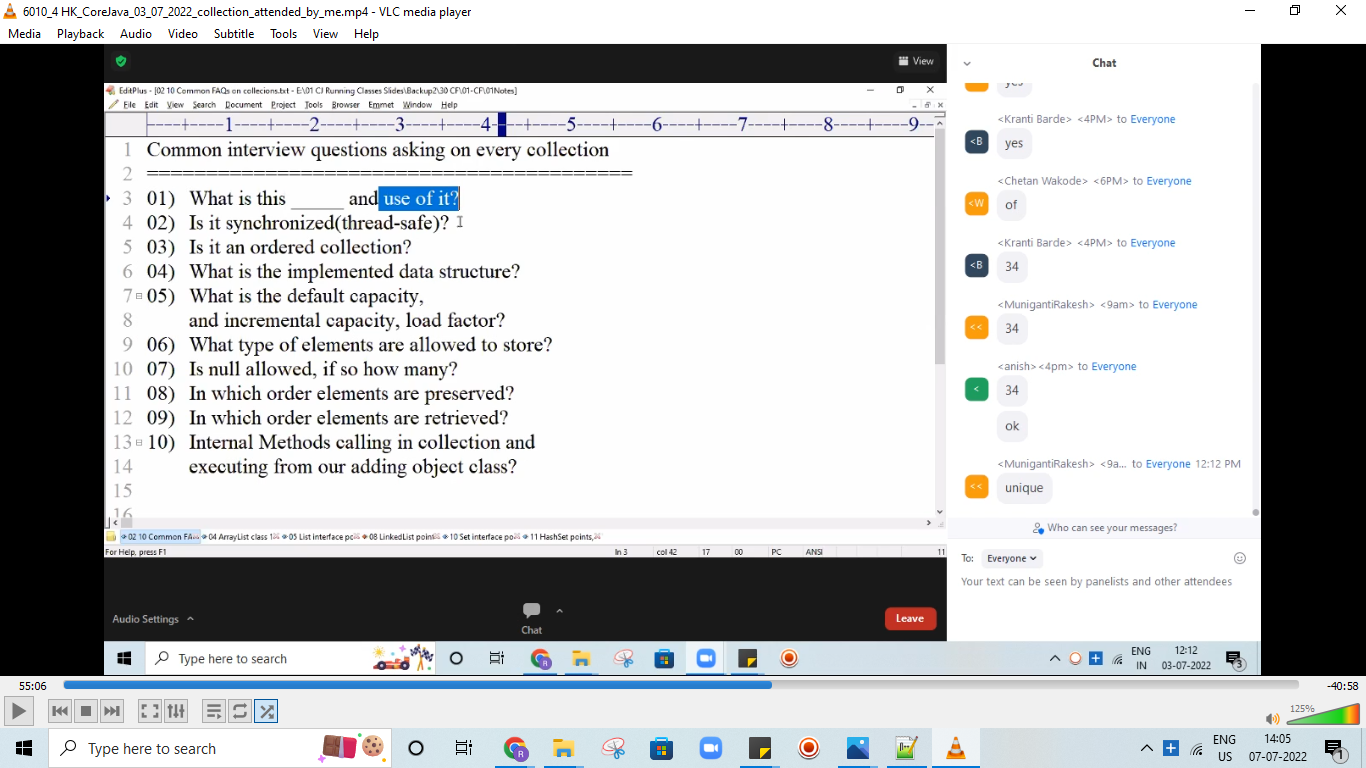 6010_4 HK_CoreJava_03_07_2022_collection_attended_by_me.mp4 - VLC media player
Media Playback Audio Video Subtitle Tools View Help
View
EditPlus - [02 10 Common FAQs on collecions.txt - E:\01 CJ Running Classes Slides\Backup2\30 CF\01-CF\01Notes]
File Edit View Search Document Project Tools Browser Emmet Window Help
----+----1----+----2----+----3----+----4----+----5----+----6----+----7----+----8----+----9--
1 Common interview questions asking on every collection
2 =========================================
3 01) What is this _____ and use of it?
4 02) Is it synchronized(thread-safe)?
5 03) Is it an ordered collection?
6 04) What is the implemented data structure?
7 05) What is the default capacity,
8 and incremental capacity, load factor?
9 06) What type of elements are allowed to store?
10 07) Is null allowed, if so how many?
11 08) In which order elements are preserved?
12 09) In which order elements are retrieved?
13 10) Internal Methods calling in collection and
14 executing from our adding object class?
15
16
02 10 Common FA 04 ArrayList class 1 05 List interface po 08 LinkedList point 10 Set interface po 11 HashSet points,
For Help, press F1 ln 3 col 42 17 00 PC ANSI 11
Audio Settings
Chat
Leave
Chat
yes
<Kranti Barde> <4PM> to Everyone
<B
yes
<Chetan Wakode> <6PM> to Everyone
<W
of
<Kranti Barde> <4PM> to Everyone
<B
34
<MunigantiRakesh> <9am> to Everyone
<<
34
<anish> <4pm> to Everyone
<
34
ok
<MunigantiRakesh> <9a... to Everyone 12:12 PM
<<
unique
Who can see your messages?
To: Everyone
Your text can be seen by panelists and other attendees
Type here to search
R
ENG
IN
12:12
03-07-2022
3
55:06
-40:58
125%
Type here to search
R
ENG
US
14:05
07-07-2022
1